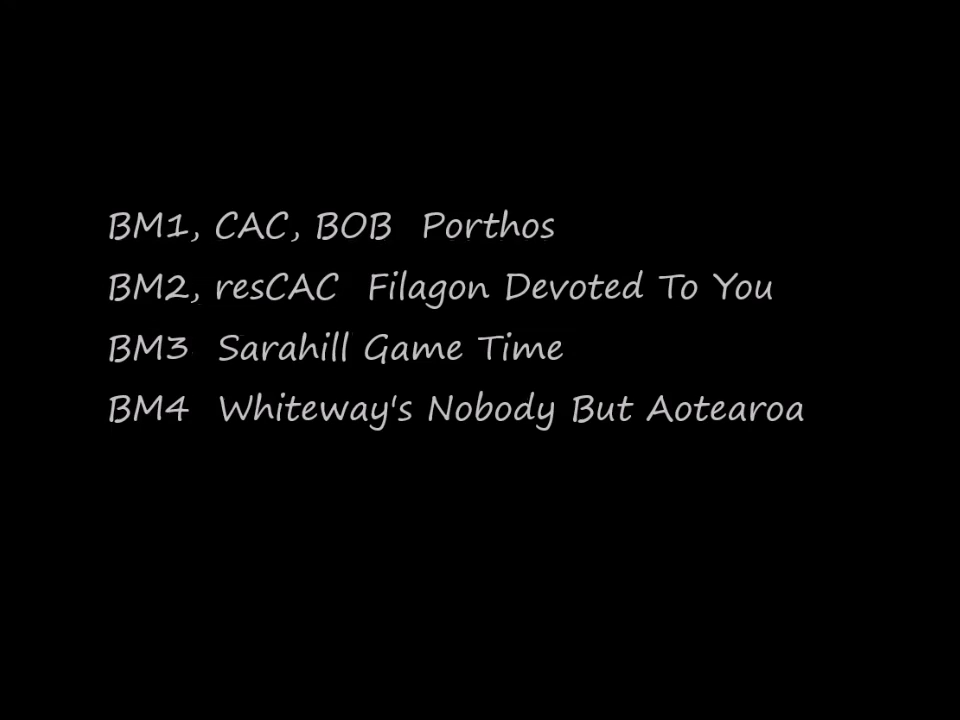 BM1, CAC, BOB Porthos
BM2, resCAC Filagon Devoted To You
BM3 Sarahill Game Time
BM4 Whiteway's Nobody But Aotearoa